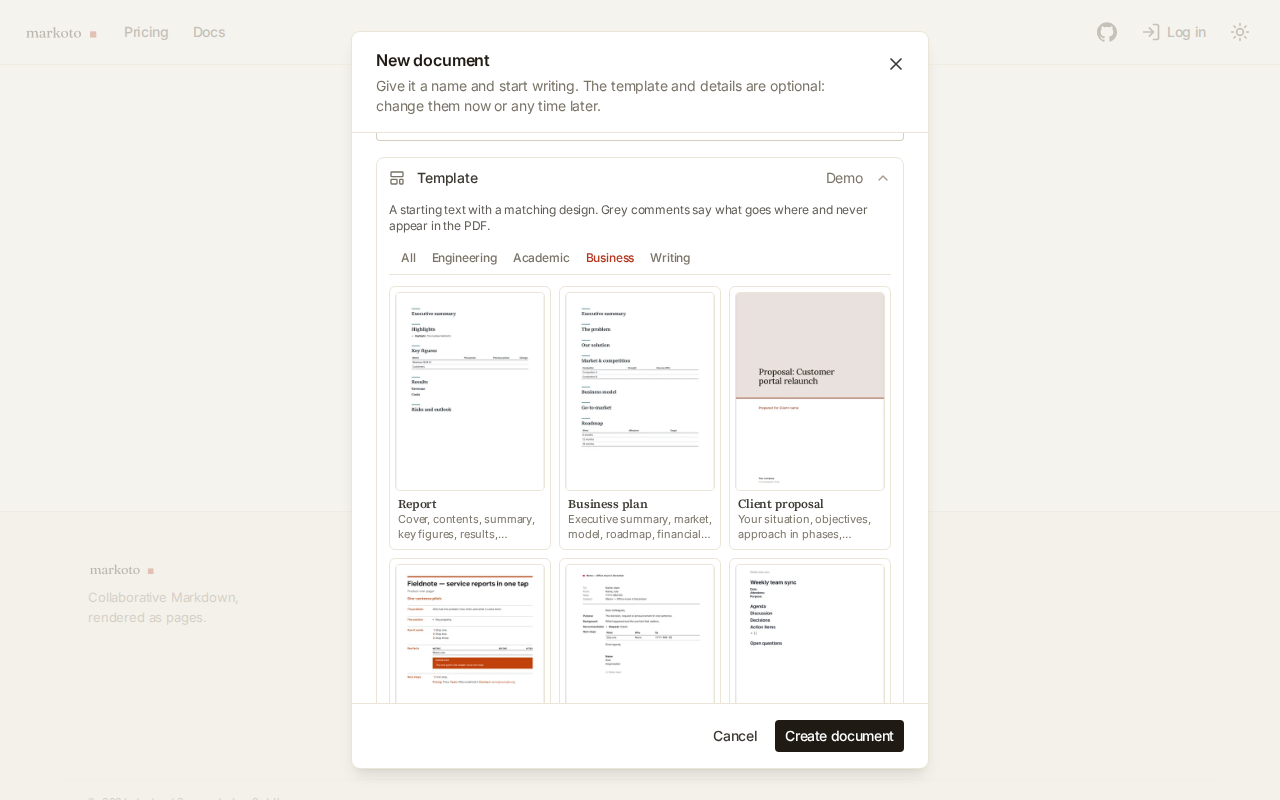 markoto
Pricing
Docs
Log in
New document
Give it a name and start writing. The template and details are optional:
change them now or any time later.
Template
Demo
A starting text with a matching design. Grey comments say what goes where and never
appear in the PDF.
All
Engineering
Academic
Business
Writing
Executive summary
Highlights
Key figures
Results
Risks and outlook
Executive summary
The problem
Our solution
Market & competition
Business model
Go-to-market
Roadmap
Proposal: Customer
portal relaunch
Proposed for Client name
Report
Cover, contents, summary,
key figures, results,…
Business plan
Executive summary, market,
model, roadmap, financial…
Client proposal
Your situation, objectives,
approach in phases,…
Fieldnote — service reports in one tap
Weekly team sync
Agenda
Discussion
Decisions
Action items
Open questions
markoto
Collaborative Markdown,
rendered as pages.
Cancel
Create document